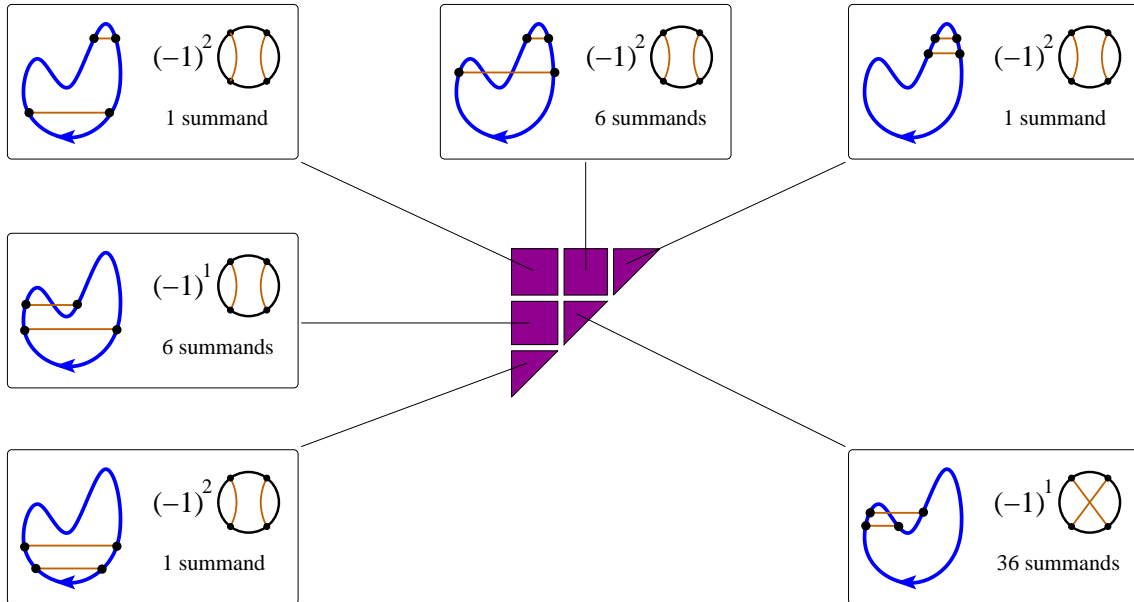 (−1)²
1 summand
(−1)²
6 summands
(−1)²
1 summand
(−1)¹
6 summands
(−1)²
1 summand
(−1)¹
36 summands